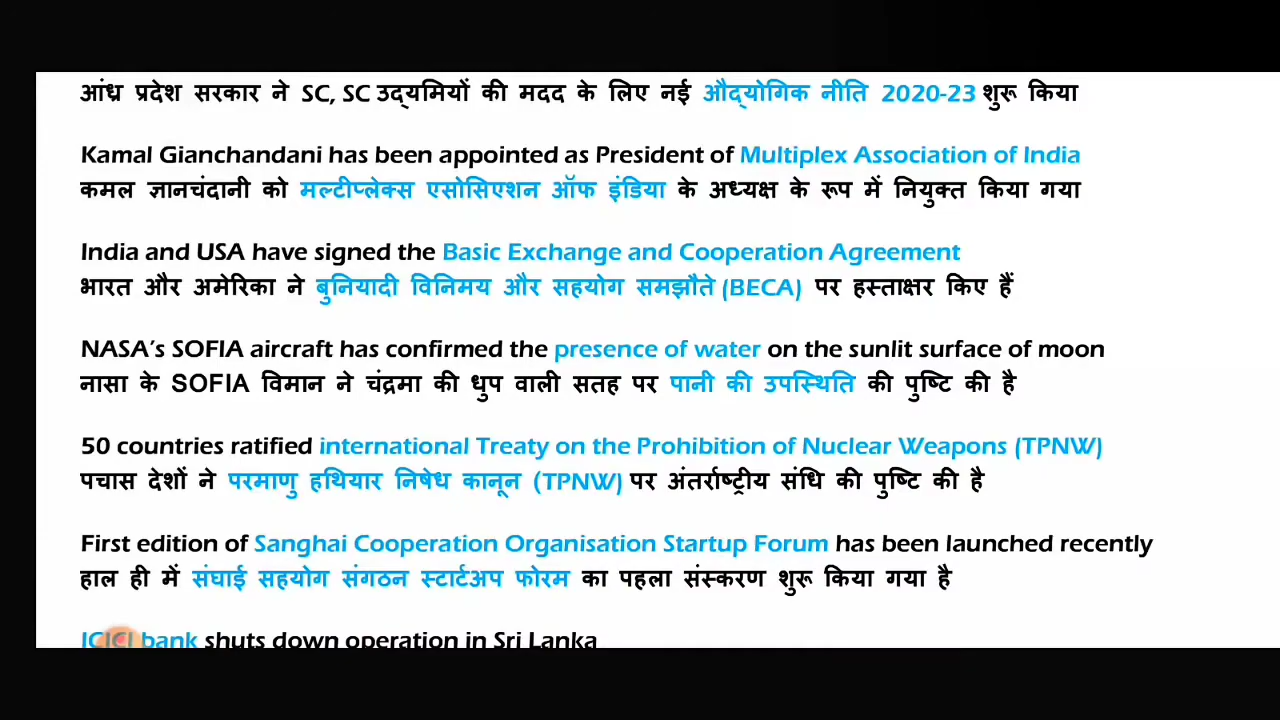 आंध्र प्रदेश सरकार ने SC, SC उद्यमियों की मदद के लिए नई औद्योगिक नीति 2020-23 शुरू किया
Kamal Gianchandani has been appointed as President of Multiplex Association of India
कमल ज्ञानचंदानी को मल्टीप्लेक्स एसोसिएशन ऑफ इंडिया के अध्यक्ष के रूप में नियुक्त किया गया
India and USA have signed the Basic Exchange and Cooperation Agreement
भारत और अमेरिका ने बुनियादी विनिमय और सहयोग समझौते (BECA) पर हस्ताक्षर किए हैं
NASA's SOFIA aircraft has confirmed the presence of water on the sunlit surface of moon
नासा के SOFIA विमान ने चंद्रमा की धुप वाली सतह पर पानी की उपस्थिति की पुष्टि की है
50 countries ratified international Treaty on the Prohibition of Nuclear Weapons (TPNW)
पचास देशों ने परमाणु हथियार निषेध कानून (TPNW) पर अंतर्राष्ट्रीय संधि की पुष्टि की है
First edition of Sanghai Cooperation Organisation Startup Forum has been launched recently
हाल ही में संघाई सहयोग संगठन स्टार्टअप फोरम का पहला संस्करण शुरू किया गया है
ICICI bank shuts down operation in Sri Lanka